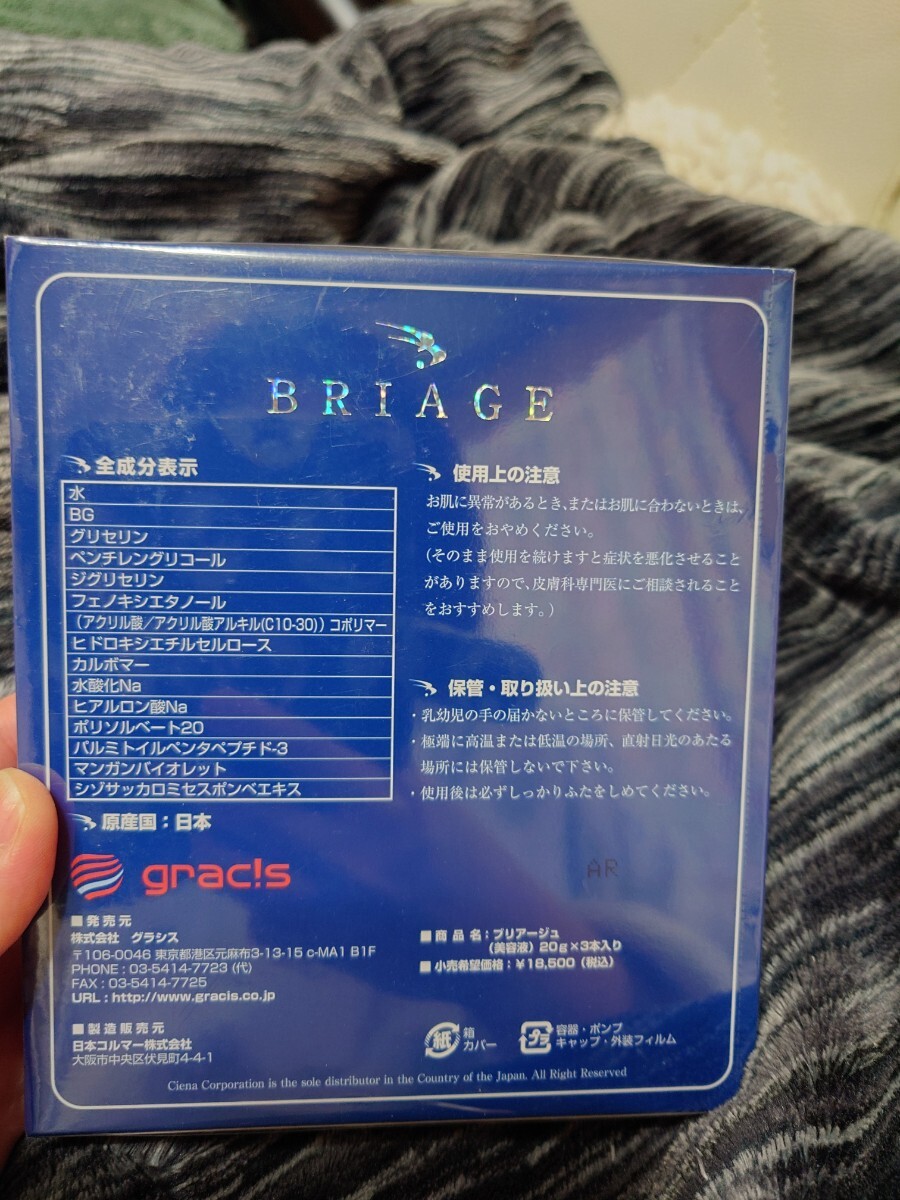 BRIAGE
全成分表示
水
BG
グリセリン
ペンチレングリコール
ジグリセリン
フェノキシエタノール
(アクリル酸/アクリル酸アルキル(C10-30))コポリマー
ヒドロキシエチルセルロース
カルボマー
水酸化Na
ヒアルロン酸Na
ポリソルベート20
パルミトイルペンタペプチド-3
マンガンバイオレット
シゾサッカロミセスポンベエキス
原産国:日本
使用上の注意
お肌に異常があるとき、またはお肌に合わないときは、
ご使用をおやめください。
(そのまま使用を続けますと症状を悪化させること
がありますので、皮膚科専門医にご相談されること
をおすすめします。)
保管・取り扱い上の注意
・乳幼児の手の届かないところに保管してください。
・極端に高温または低温の場所、直射日光のあたる
場所には保管しないで下さい。
・使用後は必ずしっかりふたをしめてください。
AR
grac!s
■発売元
株式会社 グラシス
〒106-0046 東京都港区元麻布3-13-15 c-MA1 B1F
PHONE : 03-5414-7723 (代)
FAX : 03-5414-7725
URL : http://www.gracis.co.jp
■製造販売元
日本コルマー株式会社
大阪市中央区伏見町4-4-1
■商品名:ブリアージュ
(美容液)20g×3本入り
■小売希望価格:¥18,500(税込)
紙
箱
カバー
プラ
容器・ポンプ
キャップ・外装フィルム
Ciena Corporation is the sole distributor in the Country of the Japan. All Right Reserved